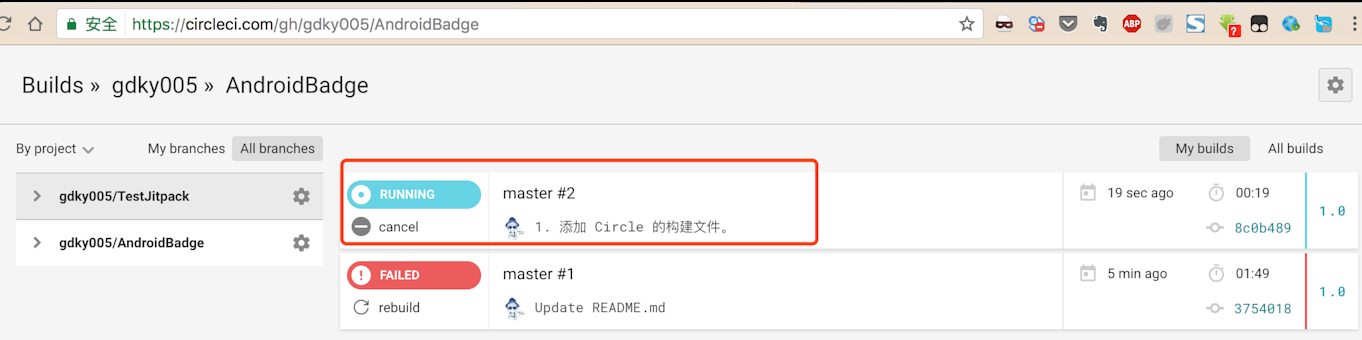 安全 https://circleci.com/gh/gdky005/AndroidBadge
ABP
S
?
Builds » gdky005 » AndroidBadge
By project My branches All branches
My builds All builds
gdky005/TestJitpack
gdky005/AndroidBadge
RUNNING master #2 19 sec ago 00:19
cancel 1. 添加 Circle 的构建文件。 8c0b489
1.0
FAILED master #1 5 min ago 01:49
rebuild Update README.md 3754018
1.0